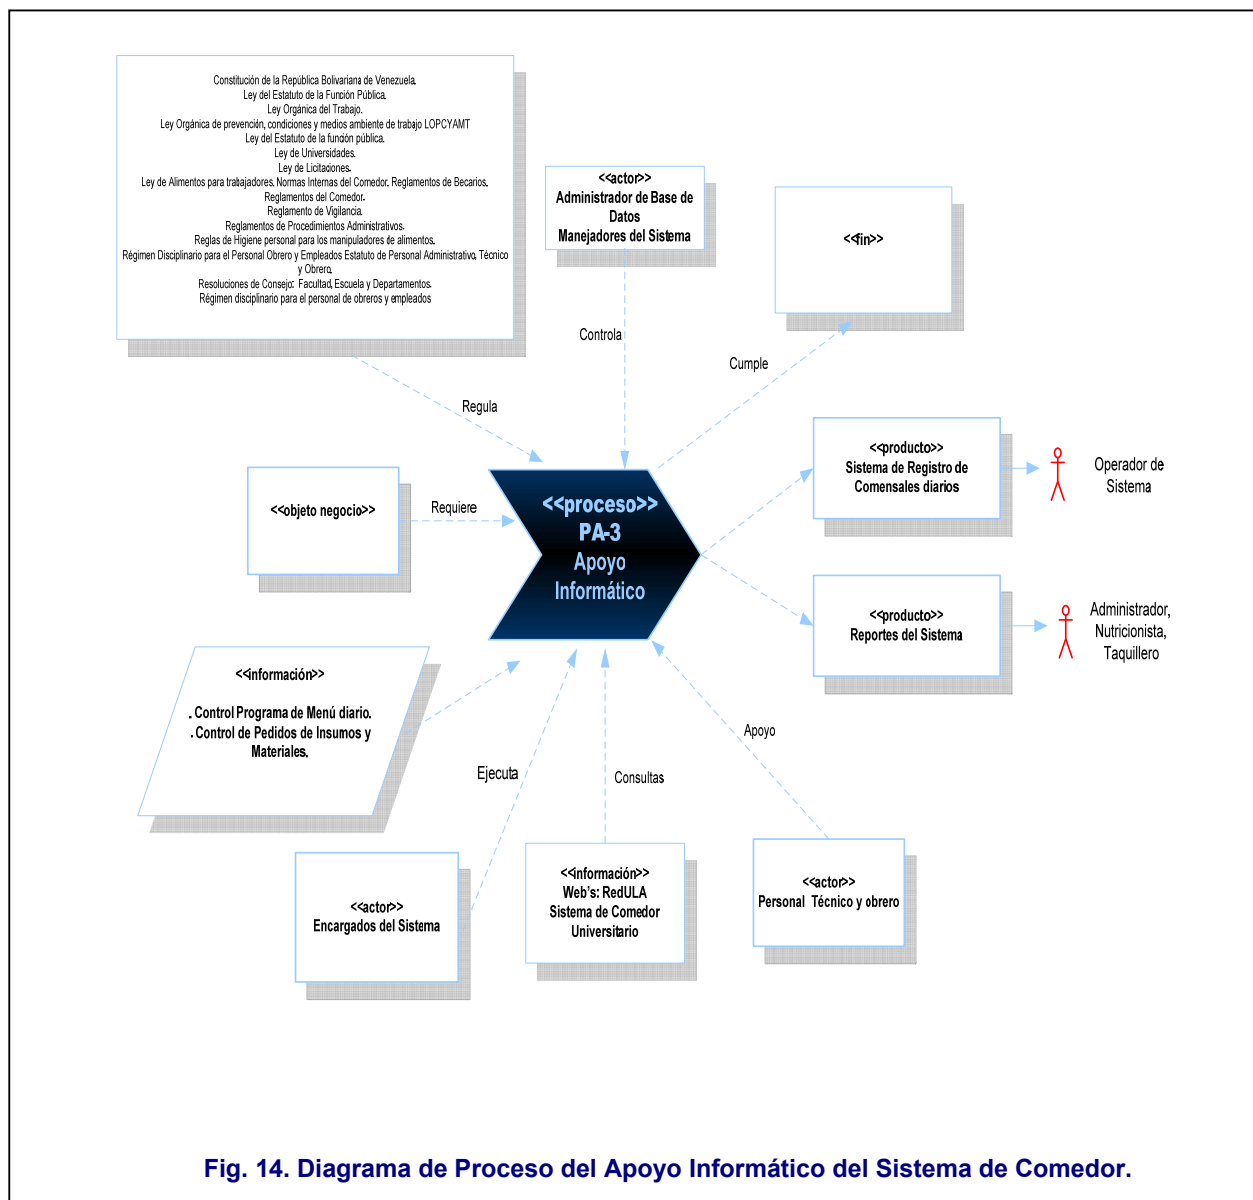 Constitución de la República Bolivariana de Venezuela.
Ley del Estatuto de la Función Pública.
Ley Orgánica del Trabajo.
Ley Orgánica de prevención, condiciones y medios ambiente de trabajo LOPCYAMT
Ley del Estatuto de la función pública.
Ley de Universidades.
Ley de Licitaciones.
Ley de Alimentos para trabajadores. Normas Internas del Comedor. Reglamentos de Becarios.
Reglamentos del Comedor.
Reglamento de Vigilancia.
Reglamentos de Procedimientos Administrativos.
Reglas de Higiene personal para los manipuladores de alimentos.
Régimen Disciplinario para el Personal Obrero y Empleados Estatuto de Personal Administrativo, Técnico
y Obrero.
Resoluciones de Consejo: Facultad, Escuela y Departamentos.
Régimen disciplinario para el personal de obreros y empleados
<<actor>>
Administrador de Base de
Datos
Manejadores del Sistema
<<fin>>
Controla
Cumple
Regula
<<producto>>
Sistema de Registro de
Comensales diarios
Operador de
Sistema
<<objeto negocio>>
Requiere
<<proceso>>
PA-3
Apoyo
Informático
<<producto>>
Reportes del Sistema
Administrador,
Nutricionista,
Taquillero
<<información>>
. Control Programa de Menú diario.
. Control de Pedidos de Insumos y
Materiales.
Ejecuta
Consultas
Apoyo
<<actor>>
Encargados del Sistema
<<información>>
Web's: RedULA
Sistema de Comedor
Universitario
<<actor>>
Personal Técnico y obrero
Fig. 14. Diagrama de Proceso del Apoyo Informático del Sistema de Comedor.